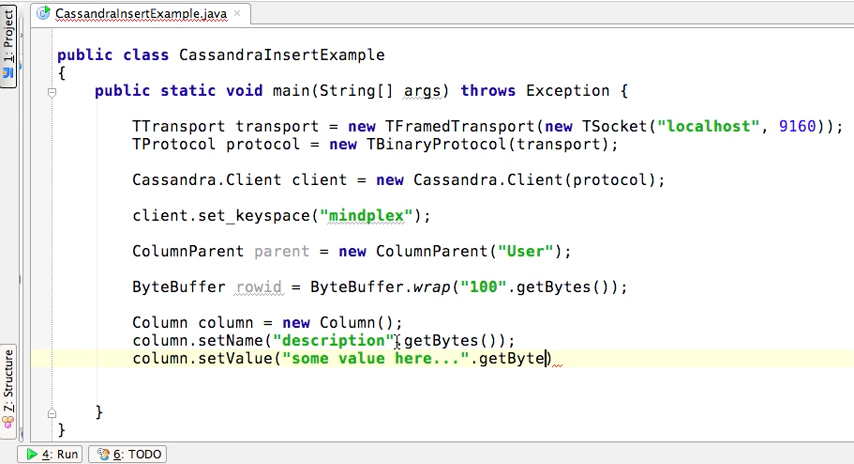 CassandraInsertExample.java
1: Project
public class CassandraInsertExample
{
public static void main(String[] args) throws Exception {
TTransport transport = new TFramedTransport(new TSocket("localhost", 9160));
TProtocol protocol = new TBinaryProtocol(transport);
Cassandra.Client client = new Cassandra.Client(protocol);
client.set_keyspace("mindplex");
ColumnParent parent = new ColumnParent("User");
ByteBuffer rowid = ByteBuffer.wrap("100".getBytes());
Column column = new Column();
column.setName("description".getBytes());
column.setValue("some value here...".getByte)
}
}
7: Structure
4: Run
6: TODO